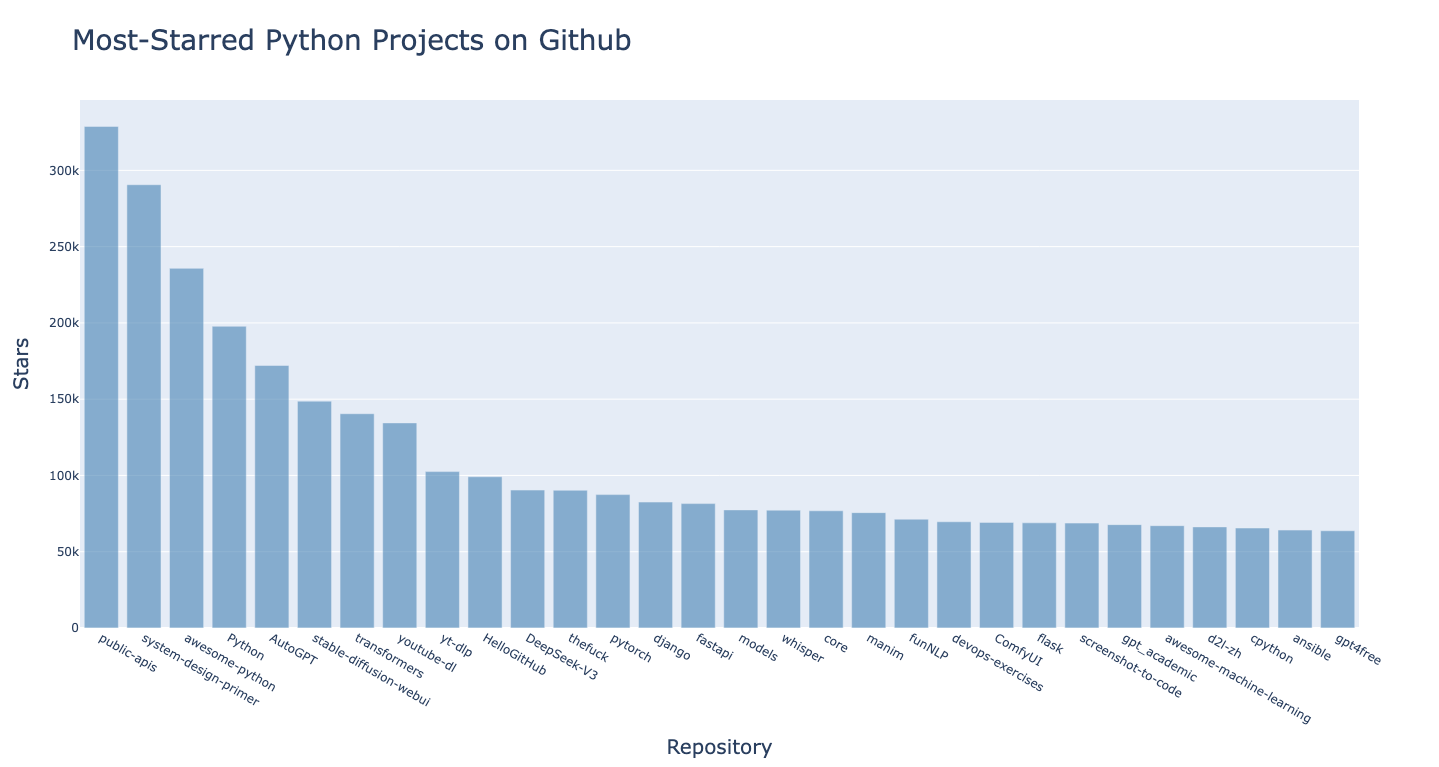 Most-Starred Python Projects on Github
Stars
300k
250k
200k
150k
100k
50k
0
public-apis
system-design-primer
awesome-python
Python
AutoGPT
stable-diffusion-webui
transformers
youtube-dl
yt-dlp
HelloGitHub
DeepSeek-V3
thefuck
pytorch
django
fastapi
models
whisper
core
manim
funNLP
devops-exercises
ComfyUI
flask
screenshot-to-code
gpt_academic
awesome-machine-learning
d2l-zh
cpython
ansible
gpt4free
Repository